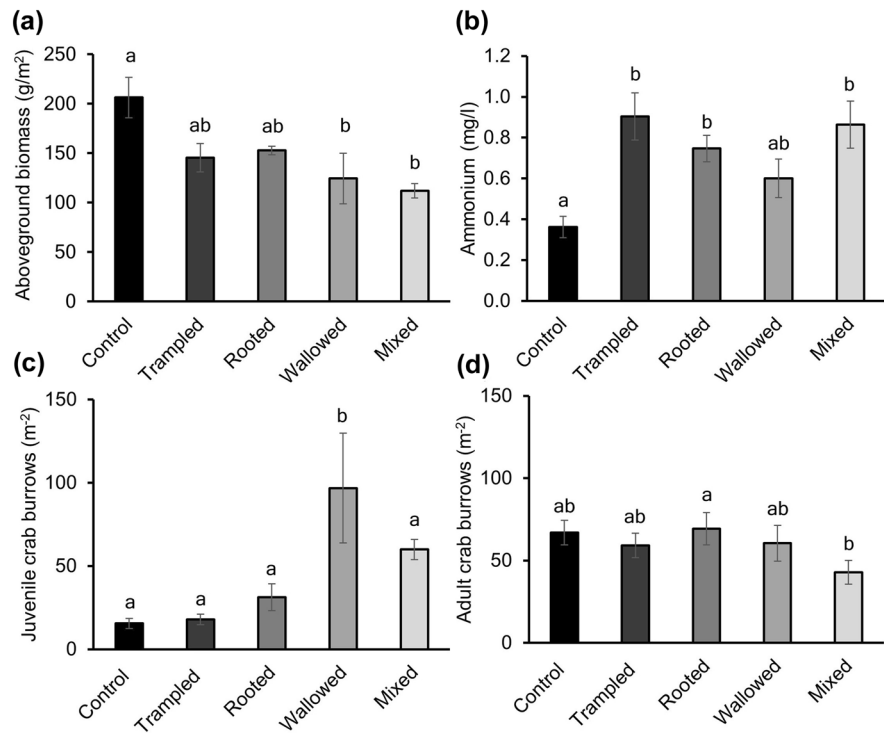 (a)
Aboveground biomass (g/m²)
250
200
150
100
50
0
a
ab
ab
b
b
Control
Trampled
Rooted
Wallowed
Mixed
(b)
Ammonium (mg/l)
1.2
1.0
0.8
0.6
0.4
0.2
0.0
a
b
b
ab
b
Control
Trampled
Rooted
Wallowed
Mixed
(c)
Juvenile crab burrows (m⁻²)
150
100
50
0
a
a
a
b
a
Control
Trampled
Rooted
Wallowed
Mixed
(d)
Adult crab burrows (m⁻²)
150
100
50
0
ab
ab
a
ab
b
Control
Trampled
Rooted
Wallowed
Mixed